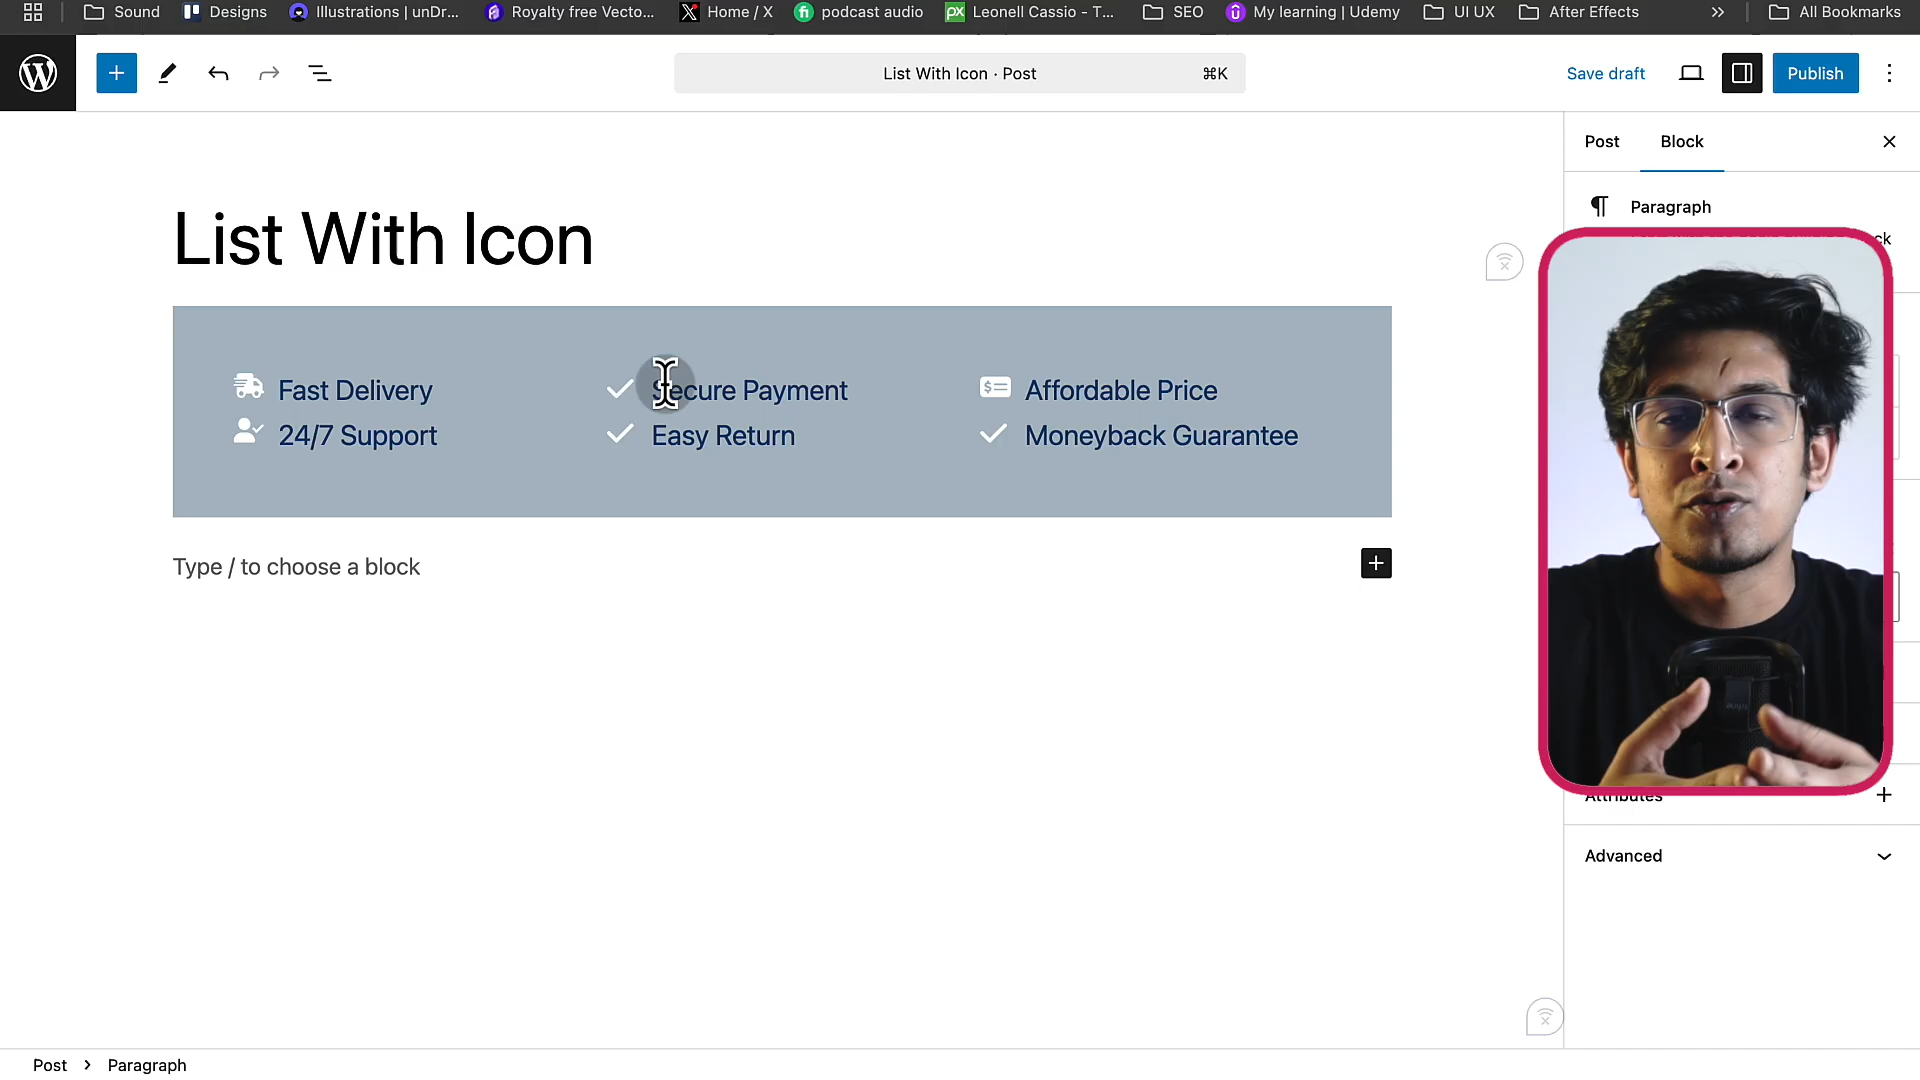 Sound
Designs
Illustrations | unDr...
Royalty free Vecto...
Home / X
podcast audio
Leonell Cassio - T...
SEO
My learning | Udemy
UI UX
After Effects
All Bookmarks
List With Icon · Post
⌘K
Save draft
Publish
Post
Block
Paragraph
ck
List With Icon
Fast Delivery
Secure Payment
Affordable Price
24/7 Support
Easy Return
Moneyback Guarantee
Type / to choose a block
Attributes
Advanced
Post > Paragraph